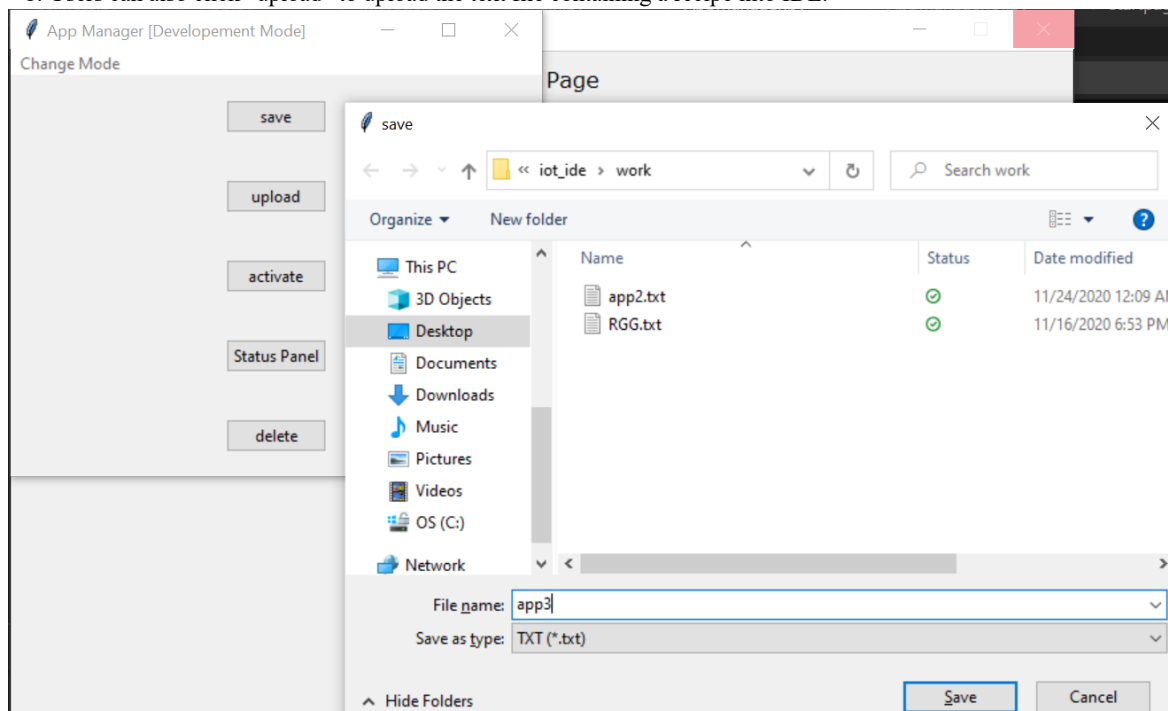 App Manager [Developement Mode]
Change Mode
Page
save
upload
activate
Status Panel
delete
save
« iot_ide > work
Search work
Organize
New folder
Name
Status
Date modified
This PC
3D Objects
Desktop
Documents
Downloads
Music
Pictures
Videos
OS (C:)
Network
app2.txt
11/24/2020 12:09 A
RGG.txt
11/16/2020 6:53 PM
File name: app3
Save as type: TXT (*.txt)
Hide Folders
Save
Cancel